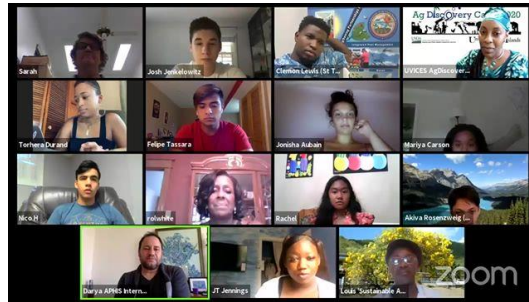 Sarah
Josh Jenkelowitz
Clemon Lewis (St T...
Ag Discovery Camp 2020
UVICES AgDiscover...
Torhera Durand
Felipe Tassara
Jonisha Aubain
Mariya Carson
Nico H
rolwhite
Rachel
Akiva Rosenzweig (...
Darya APHIS Intern...
JT Jennings
Louis 'Sustainable A...
zoom